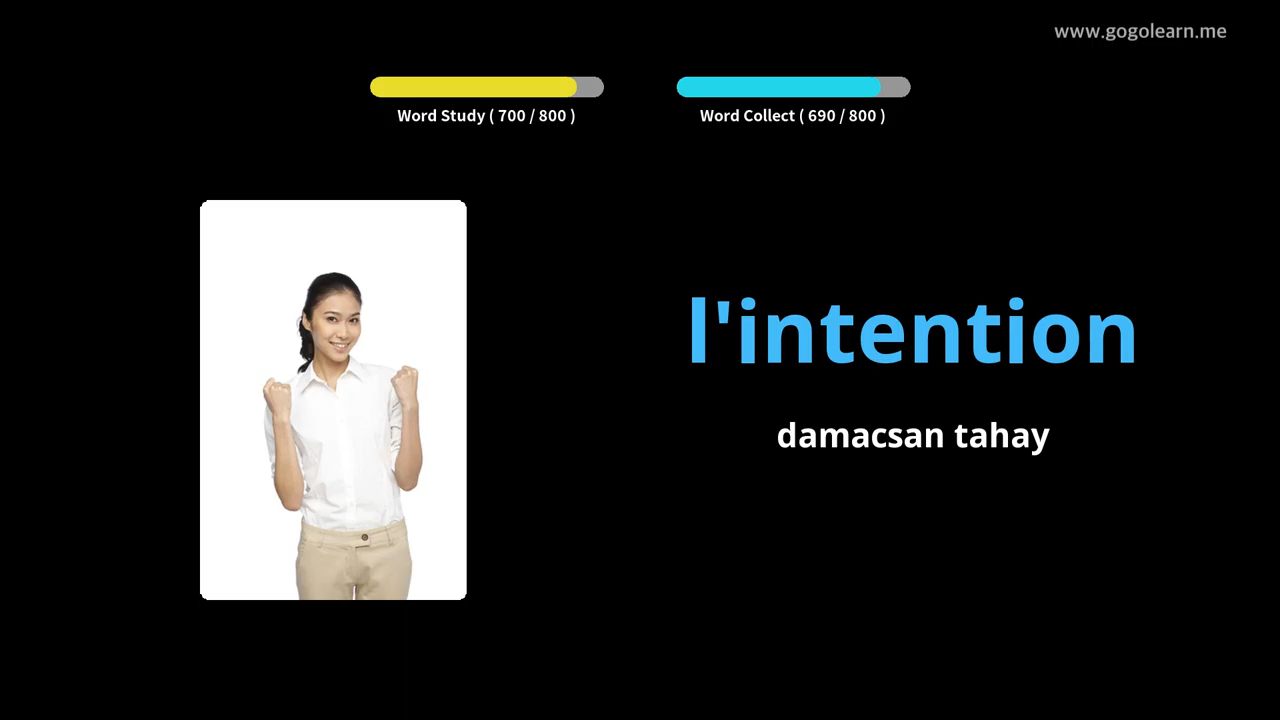 www.gogolearn.me
Word Study ( 700 / 800 )
Word Collect ( 690 / 800 )
l'intention
damacsan tahay